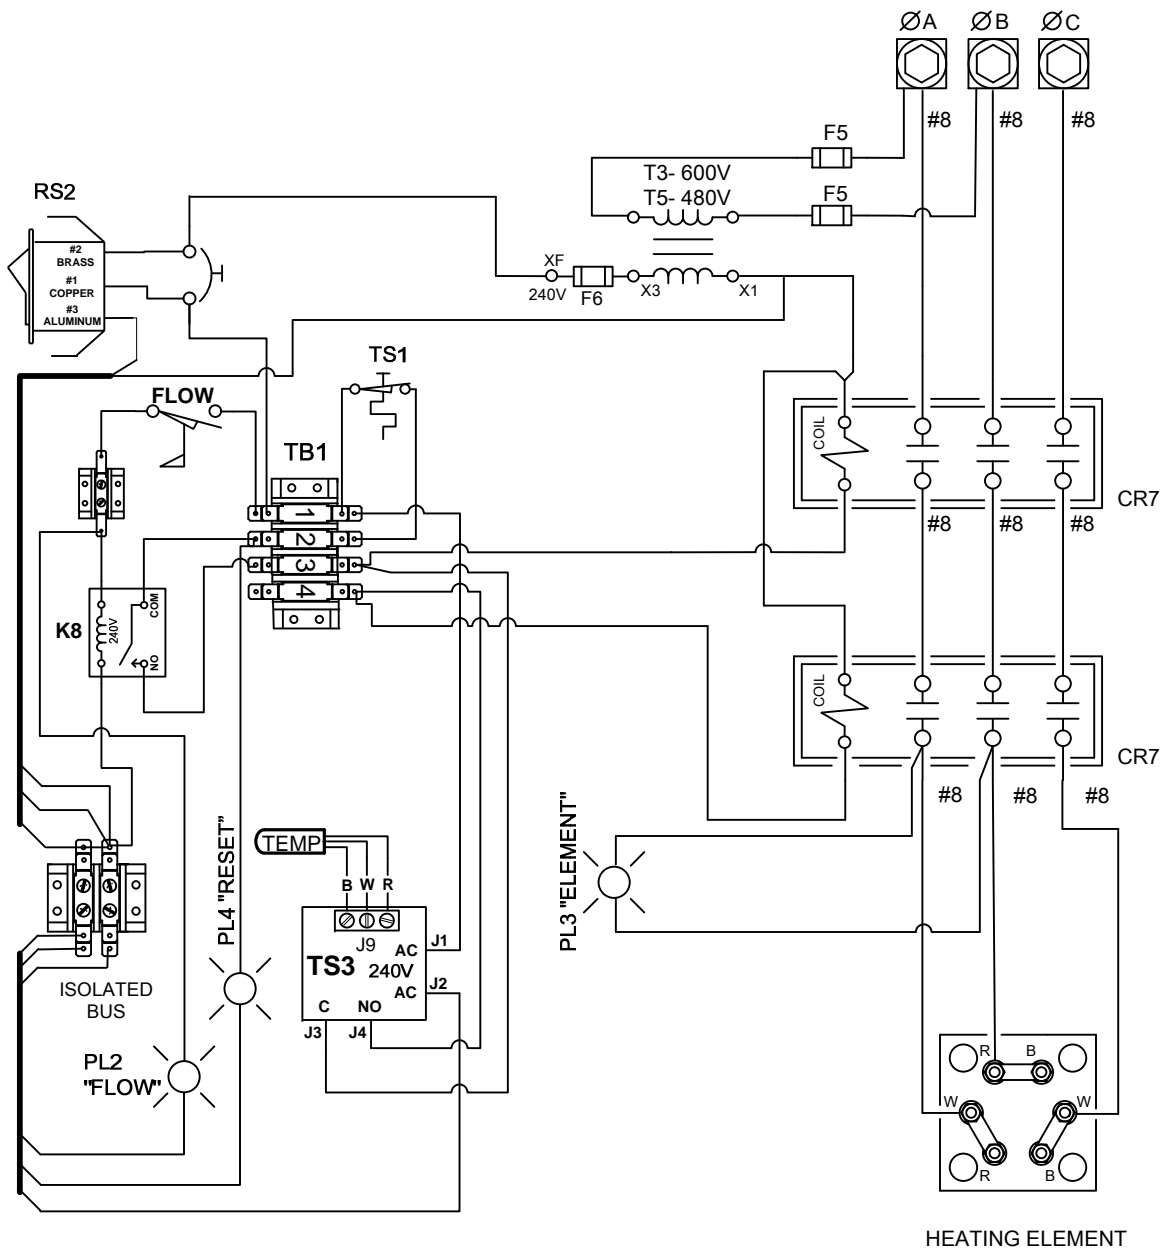 ØA
ØB
ØC
#8
#8
#8
F5
T3- 600V
T5- 480V
F5
RS2
#2
BRASS
#1
COPPER
#3
ALUMINUM
XF
240V
F6
X3
X1
TS1
FLOW
TB1
COIL
CR7
1
2
3
4
#8
#8
#8
K8
240V
COM
NO
COIL
CR7
#8
#8
#8
PL4 "RESET"
TEMP
B
W
R
PL3 "ELEMENT"
J9
TS3
240V
AC
J1
AC
J2
C
NO
J3
J4
ISOLATED
BUS
PL2
"FLOW"
R
B
W
W
R
B
HEATING ELEMENT